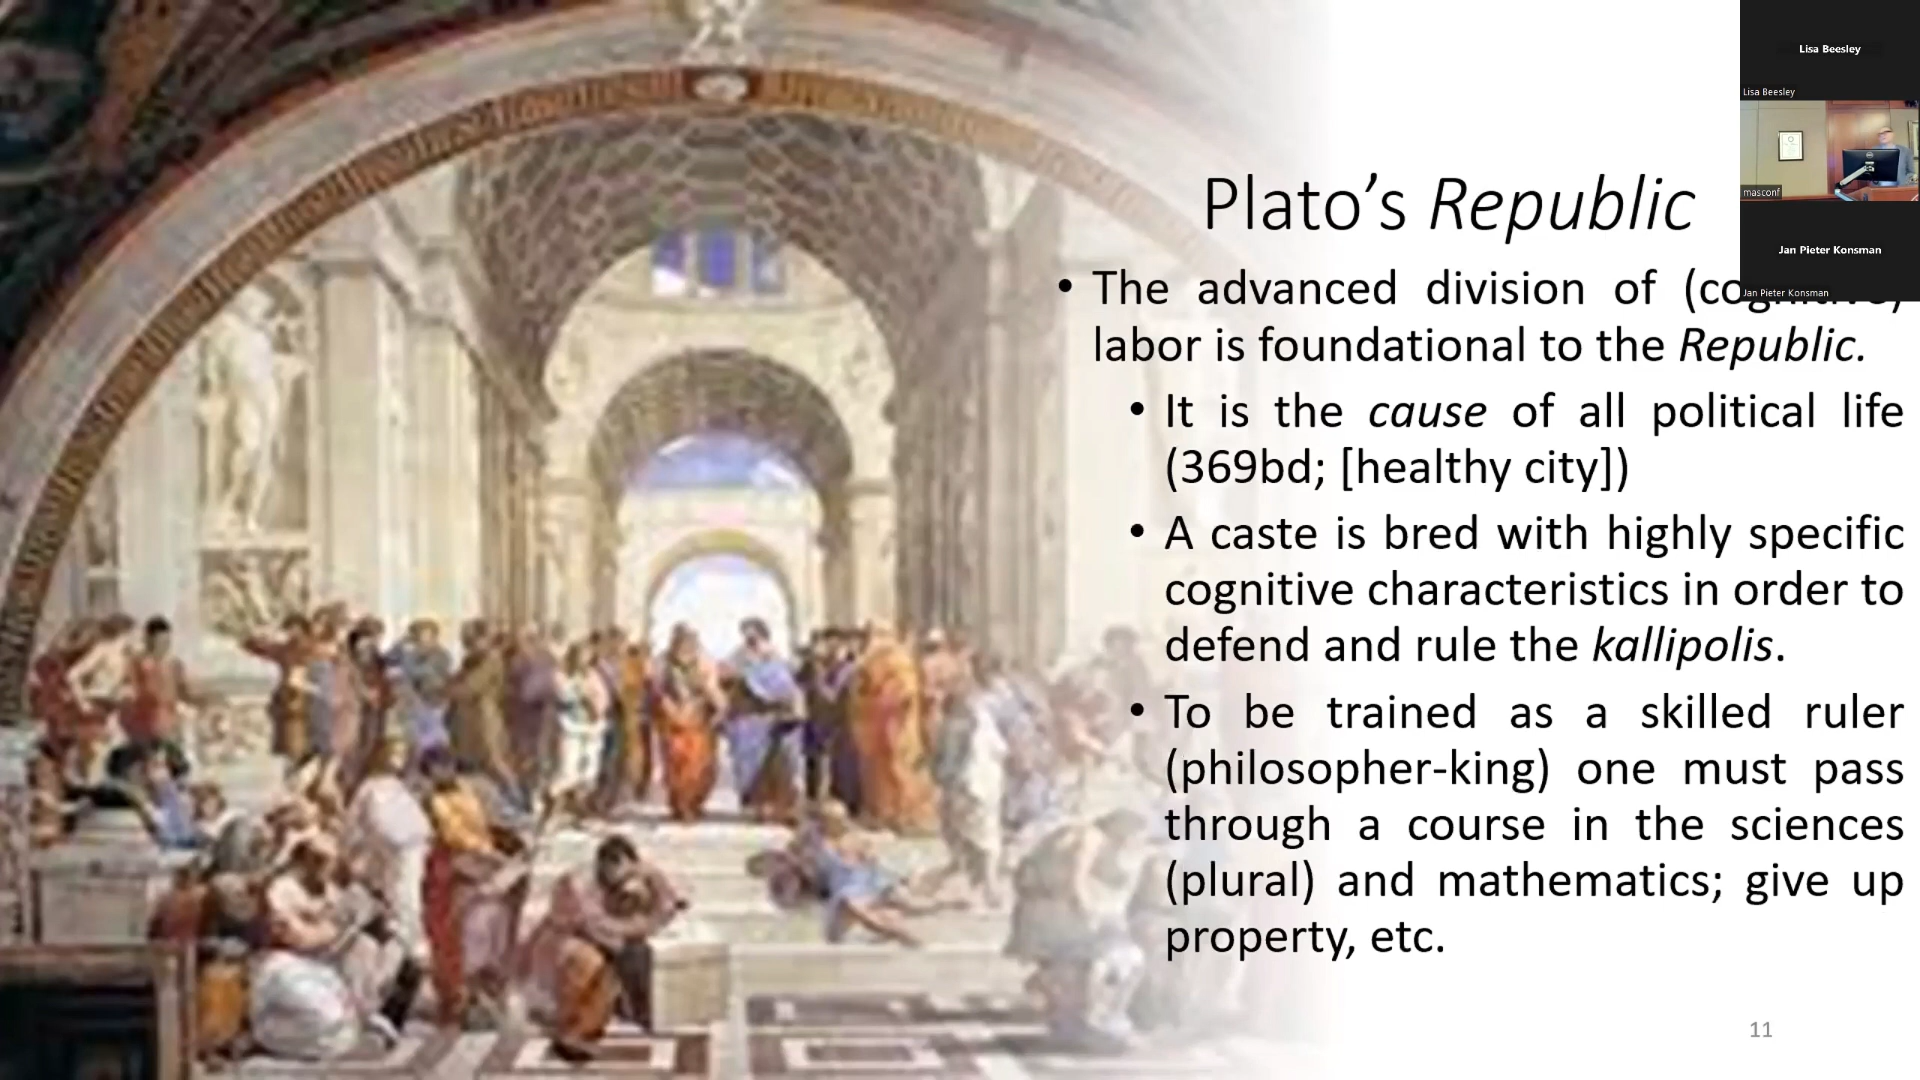 Lisa Beesley
Lisa Beesley
masconf
Jan Pieter Konsman
Jan Pieter Konsman
Plato's Republic
• The advanced division of (cognitive)
labor is foundational to the Republic.
• It is the cause of all political life
(369bd; [healthy city])
• A caste is bred with highly specific
cognitive characteristics in order to
defend and rule the kallipolis.
• To be trained as a skilled ruler
(philosopher-king) one must pass
through a course in the sciences
(plural) and mathematics; give up
property, etc.
11